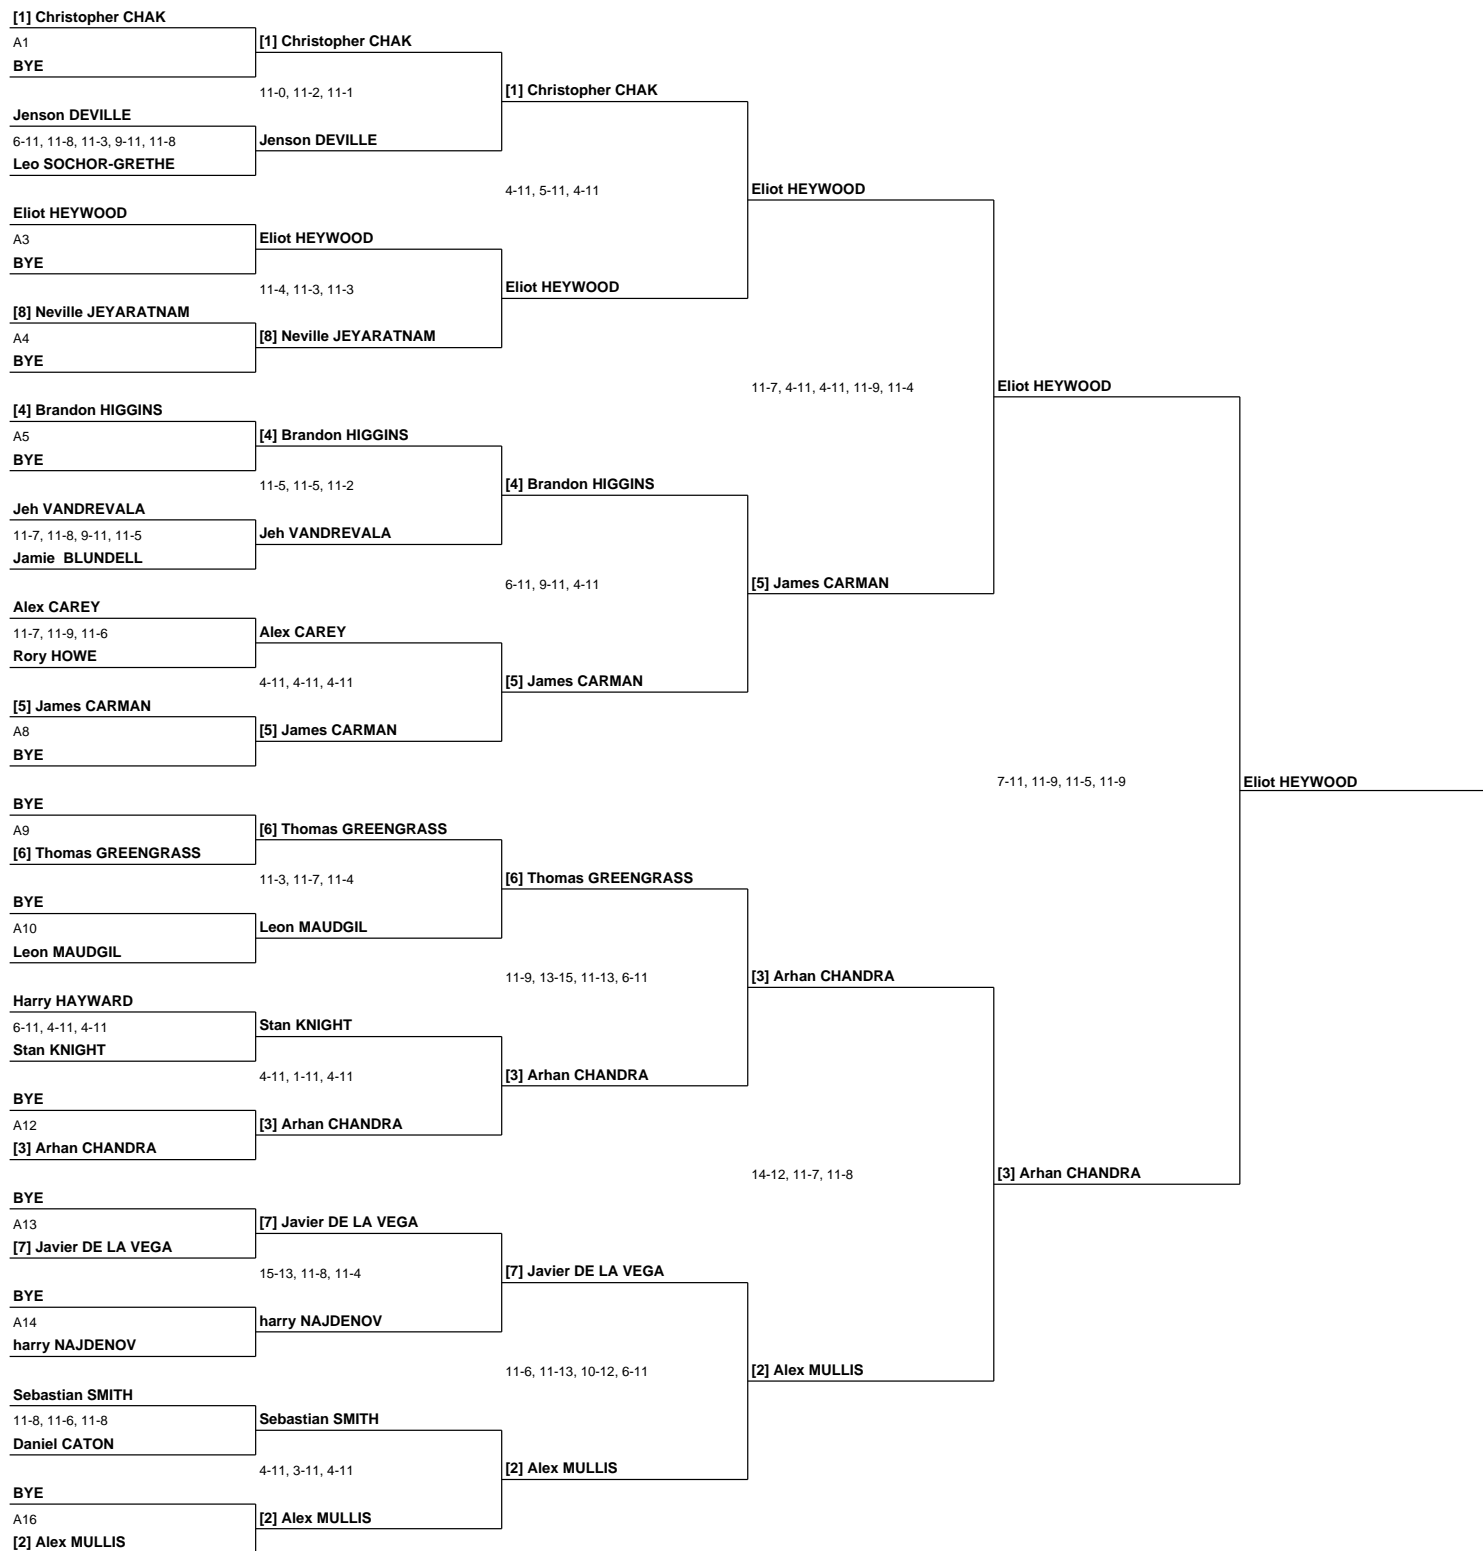 [1] Christopher CHAK
A1
BYE
Jenson DEVILLE
6-11, 11-8, 11-3, 9-11, 11-8
Leo SOCHOR-GRETHE
Eliot HEYWOOD
A3
BYE
[8] Neville JEYARATNAM
A4
BYE
[4] Brandon HIGGINS
A5
BYE
Jeh VANDREVALA
11-7, 11-8, 9-11, 11-5
Jamie  BLUNDELL
Alex CAREY
11-7, 11-9, 11-6
Rory HOWE
[5] James CARMAN
A8
BYE
BYE
A9
[6] Thomas GREENGRASS
BYE
A10
Leon MAUDGIL
Harry HAYWARD
6-11, 4-11, 4-11
Stan KNIGHT
BYE
A12
[3] Arhan CHANDRA
BYE
A13
[7] Javier DE LA VEGA
BYE
A14
harry NAJDENOV
Sebastian SMITH
11-8, 11-6, 11-8
Daniel CATON
BYE
A16
[2] Alex MULLIS
[1] Christopher CHAK
11-0, 11-2, 11-1
Jenson DEVILLE
Eliot HEYWOOD
11-4, 11-3, 11-3
[8] Neville JEYARATNAM
[4] Brandon HIGGINS
11-5, 11-5, 11-2
Jeh VANDREVALA
Alex CAREY
4-11, 4-11, 4-11
[5] James CARMAN
[6] Thomas GREENGRASS
11-3, 11-7, 11-4
Leon MAUDGIL
Stan KNIGHT
4-11, 1-11, 4-11
[3] Arhan CHANDRA
[7] Javier DE LA VEGA
15-13, 11-8, 11-4
harry NAJDENOV
Sebastian SMITH
4-11, 3-11, 4-11
[2] Alex MULLIS
[1] Christopher CHAK
4-11, 5-11, 4-11
Eliot HEYWOOD
[4] Brandon HIGGINS
6-11, 9-11, 4-11
[5] James CARMAN
[6] Thomas GREENGRASS
11-9, 13-15, 11-13, 6-11
[3] Arhan CHANDRA
[7] Javier DE LA VEGA
11-6, 11-13, 10-12, 6-11
[2] Alex MULLIS
Eliot HEYWOOD
11-7, 4-11, 4-11, 11-9, 11-4
[5] James CARMAN
[3] Arhan CHANDRA
14-12, 11-7, 11-8
[2] Alex MULLIS
Eliot HEYWOOD
7-11, 11-9, 11-5, 11-9
[3] Arhan CHANDRA
Eliot HEYWOOD